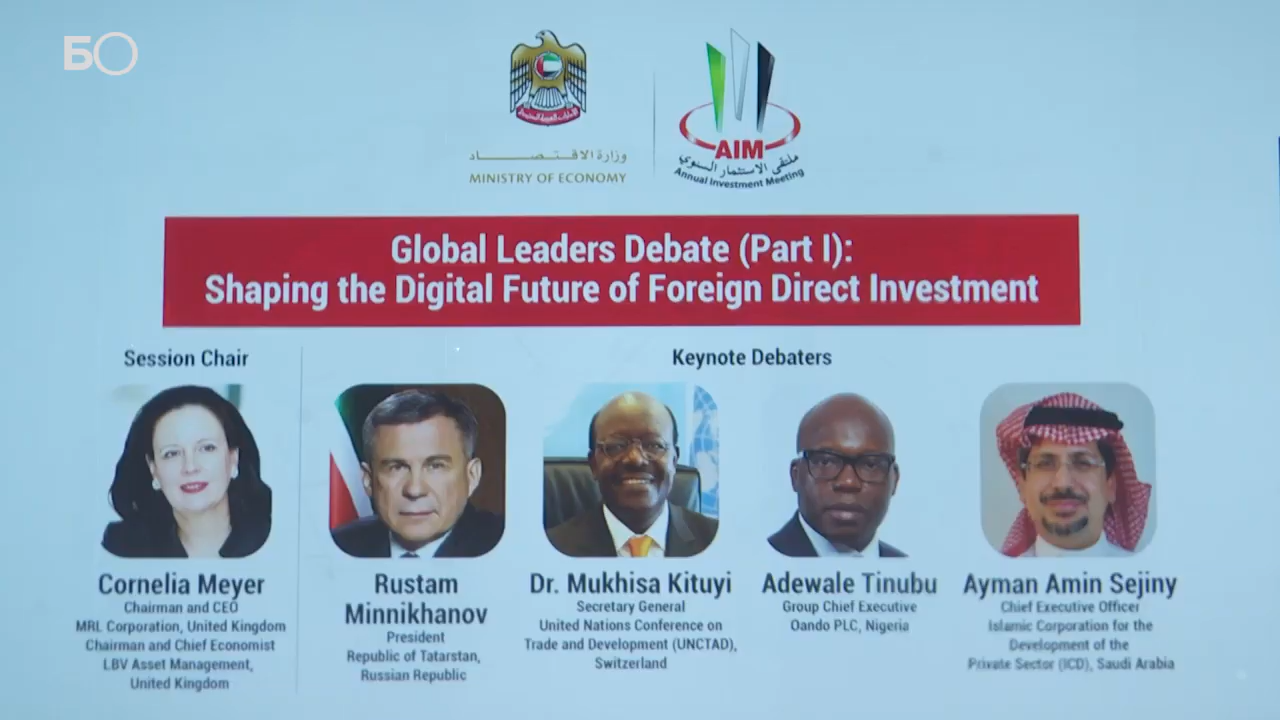 БО
وزارة الاقتصاد
MINISTRY OF ECONOMY
AIM
ملتقى الاستثمار السنوي
Annual Investment Meeting
Global Leaders Debate (Part I):
Shaping the Digital Future of Foreign Direct Investment
Session Chair
Keynote Debaters
Cornelia Meyer
Chairman and CEO
MRL Corporation, United Kingdom
Chairman and Chief Economist
LBV Asset Management,
United Kingdom
Rustam
Minnikhanov
President
Republic of Tatarstan,
Russian Republic
Dr. Mukhisa Kituyi
Secretary General
United Nations Conference on
Trade and Development (UNCTAD),
Switzerland
Adewale Tinubu
Group Chief Executive
Oando PLC, Nigeria
Ayman Amin Sejiny
Chief Executive Officer
Islamic Corporation for the
Development of the
Private Sector (ICD), Saudi Arabia